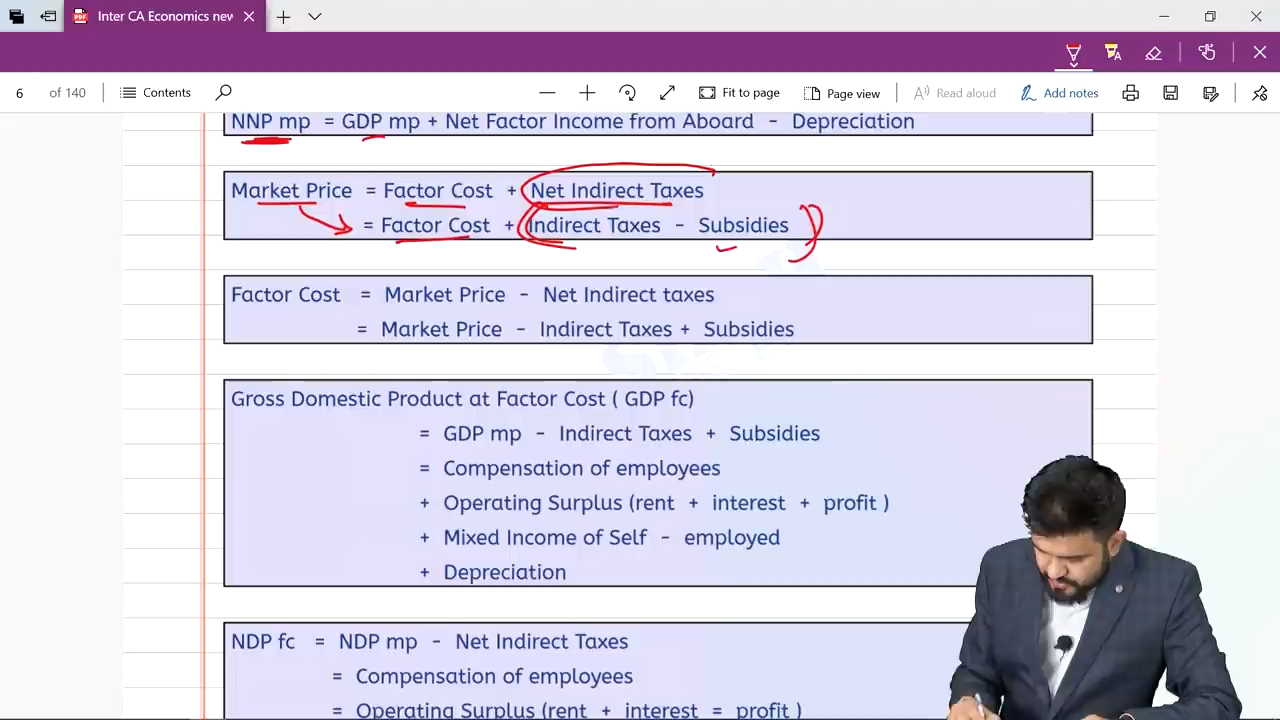 Inter CA Economics new
6 of 140 Contents Fit to page Page view Read aloud Add notes
NNP mp = GDP mp + Net Factor Income from Aboard - Depreciation
Market Price = Factor Cost + Net Indirect Taxes
= Factor Cost + Indirect Taxes - Subsidies
Factor Cost = Market Price - Net Indirect taxes
= Market Price - Indirect Taxes + Subsidies
Gross Domestic Product at Factor Cost ( GDP fc)
= GDP mp - Indirect Taxes + Subsidies
= Compensation of employees
+ Operating Surplus (rent + interest + profit )
+ Mixed Income of Self - employed
+ Depreciation
NDP fc = NDP mp - Net Indirect Taxes
= Compensation of employees
= Operating Surplus (rent + interest = profit )